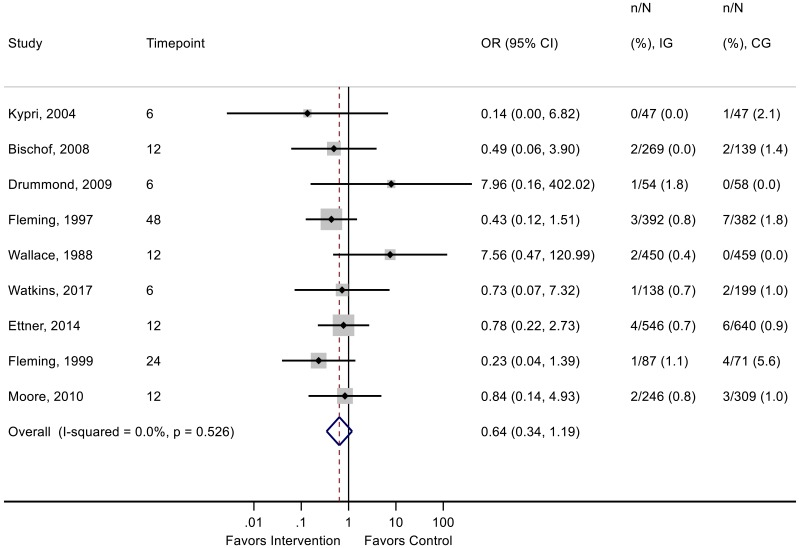 n/N n/N
Study Timepoint OR (95% CI) (%), IG (%), CG
Kypri, 2004 6 0.14 (0.00, 6.82) 0/47 (0.0) 1/47 (2.1)
Bischof, 2008 12 0.49 (0.06, 3.90) 2/269 (0.0) 2/139 (1.4)
Drummond, 2009 6 7.96 (0.16, 402.02) 1/54 (1.8) 0/58 (0.0)
Fleming, 1997 48 0.43 (0.12, 1.51) 3/392 (0.8) 7/382 (1.8)
Wallace, 1988 12 7.56 (0.47, 120.99) 2/450 (0.4) 0/459 (0.0)
Watkins, 2017 6 0.73 (0.07, 7.32) 1/138 (0.7) 2/199 (1.0)
Ettner, 2014 12 0.78 (0.22, 2.73) 4/546 (0.7) 6/640 (0.9)
Fleming, 1999 24 0.23 (0.04, 1.39) 1/87 (1.1) 4/71 (5.6)
Moore, 2010 12 0.84 (0.14, 4.93) 2/246 (0.8) 3/309 (1.0)
Overall (I-squared = 0.0%, p = 0.526) 0.64 (0.34, 1.19)
.01 .1 1 10 100
Favors Intervention Favors Control